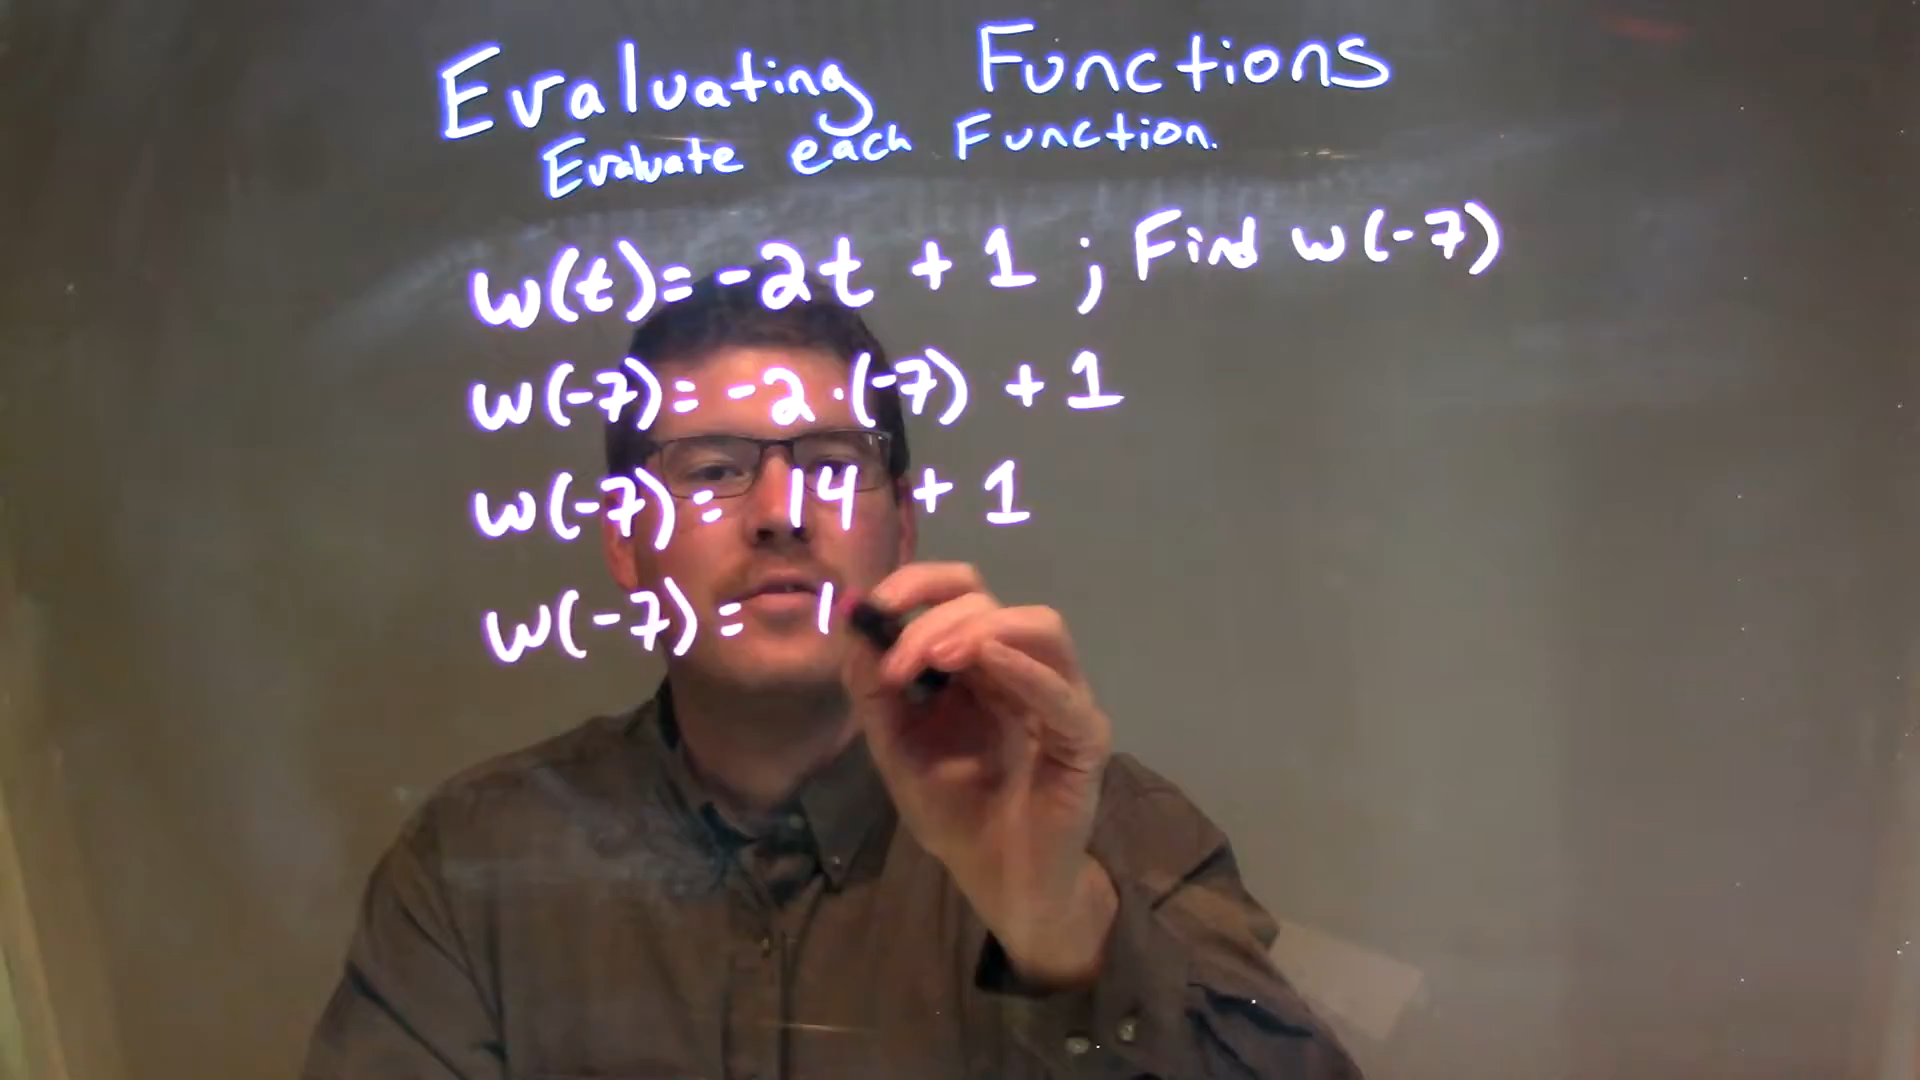 Evaluating Functions
Evaluate each Function.
w(t)= -2t + 1 ; Find w(-7)
w(-7)= -2·(-7) + 1
w(-7)= 14 + 1
w(-7)= 1